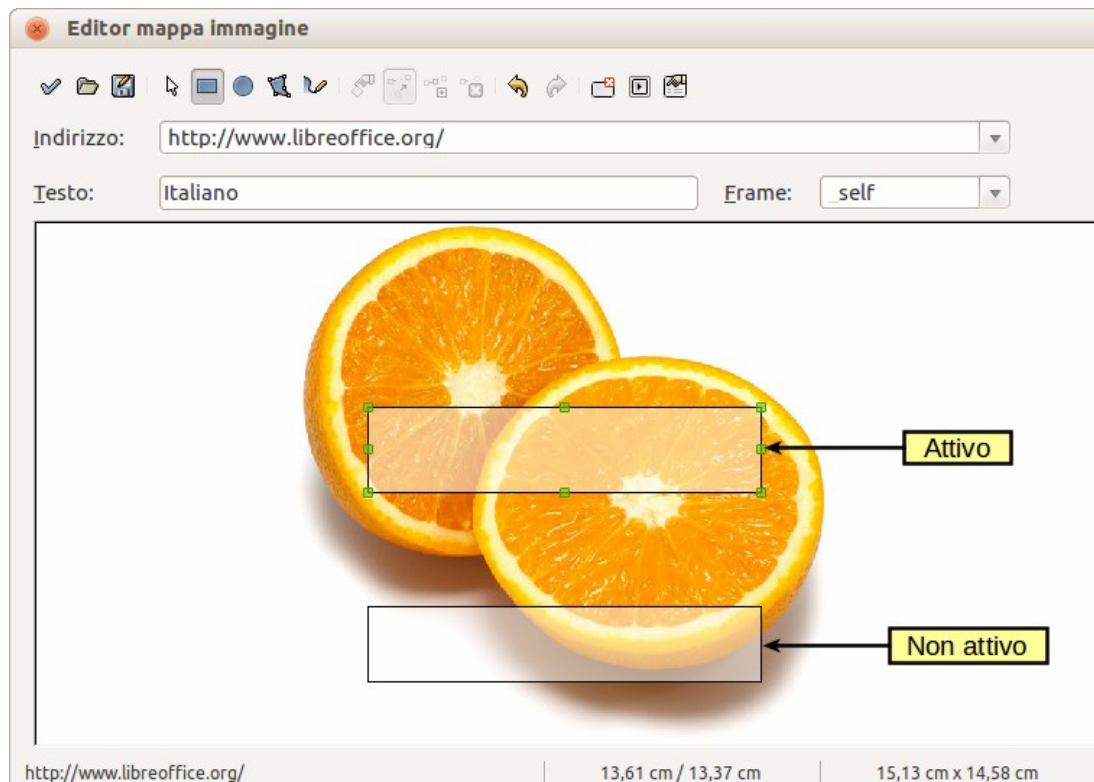 Editor mappa immagine
Indirizzo: http://www.libreoffice.org/
Testo: Italiano Frame: _self
Attivo
Non attivo
http://www.libreoffice.org/ 13,61 cm / 13,37 cm 15,13 cm x 14,58 cm